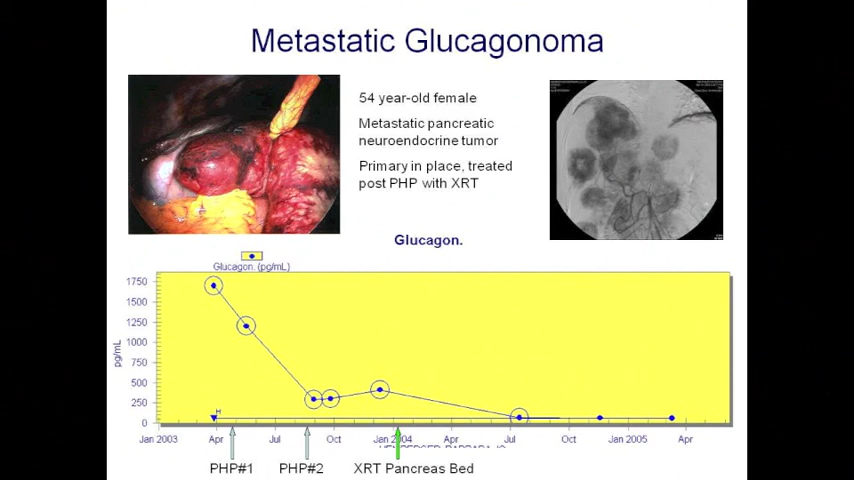 Metastatic Glucagonoma
54 year-old female
Metastatic pancreatic
neuroendocrine tumor
Primary in place, treated
post PHP with XRT
Glucagon.
Glucagon. (pg/mL)
1750
1500
1250
1000
750
500
250
0
pg/mL
H
Jan 2003 Apr Jul Oct Jan 2004 Apr Jul Oct Jan 2005 Apr
PHP#1 PHP#2 XRT Pancreas Bed